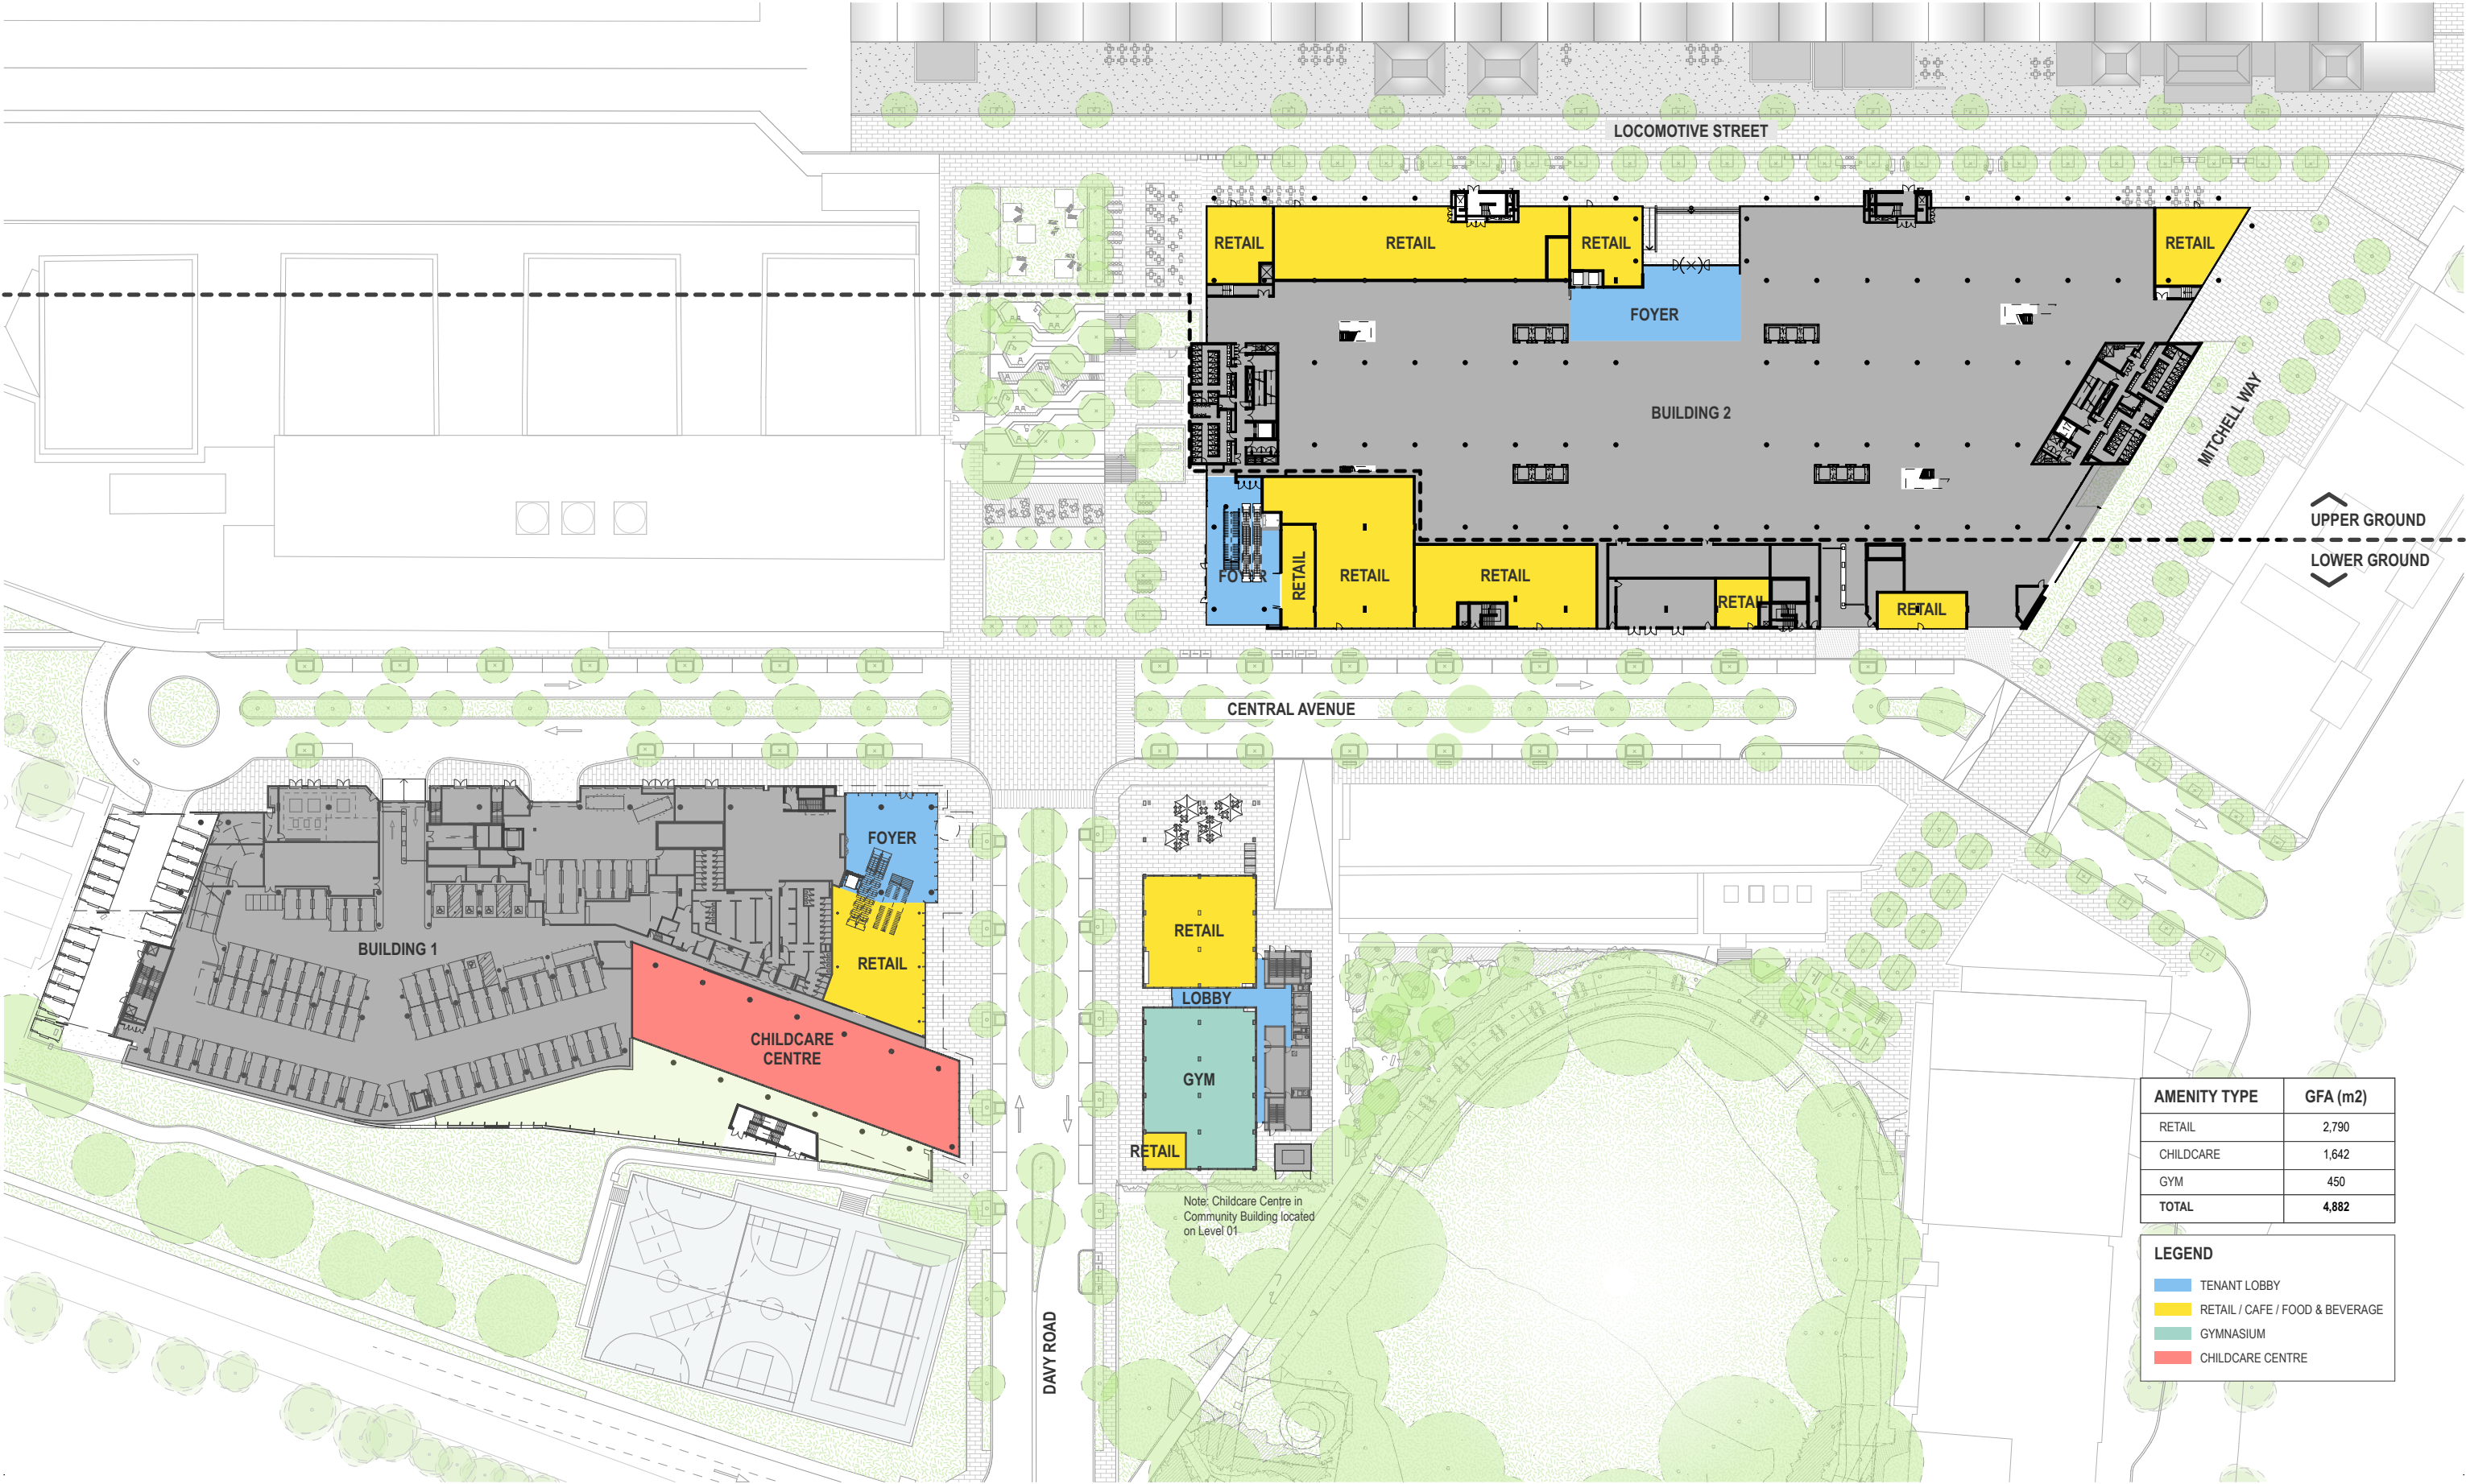 LOCOMOTIVE STREET
RETAIL
RETAIL
RETAIL
RETAIL
FOYER
BUILDING 2
MITCHELL WAY
UPPER GROUND
LOWER GROUND
FOYER
RETAIL
RETAIL
RETAIL
RETAIL
RETAIL
CENTRAL AVENUE
FOYER
BUILDING 1
RETAIL
CHILDCARE
CENTRE
RETAIL
LOBBY
GYM
RETAIL
Note: Childcare Centre in
Community Building located
on Level 01
DAVY ROAD
AMENITY TYPE GFA (m2)
RETAIL 2,790
CHILDCARE 1,642
GYM 450
TOTAL 4,882
LEGEND
TENANT LOBBY
RETAIL / CAFE / FOOD & BEVERAGE
GYMNASIUM
CHILDCARE CENTRE